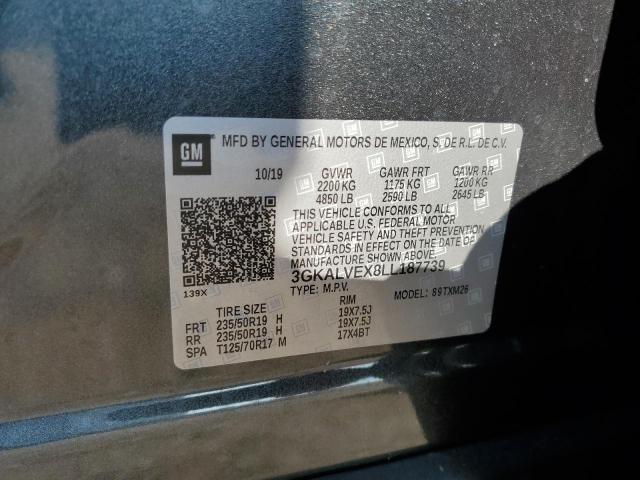 GM
MFD BY GENERAL MOTORS DE MEXICO, S. DE R.L. DE C.V.
10/19 GVWR GAWR FRT GAWR RR
2200 KG 1175 KG 1200 KG
4850 LB 2590 LB 2645 LB
THIS VEHICLE CONFORMS TO ALL
APPLICABLE U.S. FEDERAL MOTOR
VEHICLE SAFETY AND THEFT PREVENTION
STANDARDS IN EFFECT ON THE DATE OF
MANUFACTURE SHOWN ABOVE.
3GKALVEX8LL187739
139X TYPE: M.P.V. MODEL: 89TXM26
TIRE SIZE RIM
FRT 235/50R19 H 19X7.5J
RR 235/50R19 H 19X7.5J
SPA T125/70R17 M 17X4BT